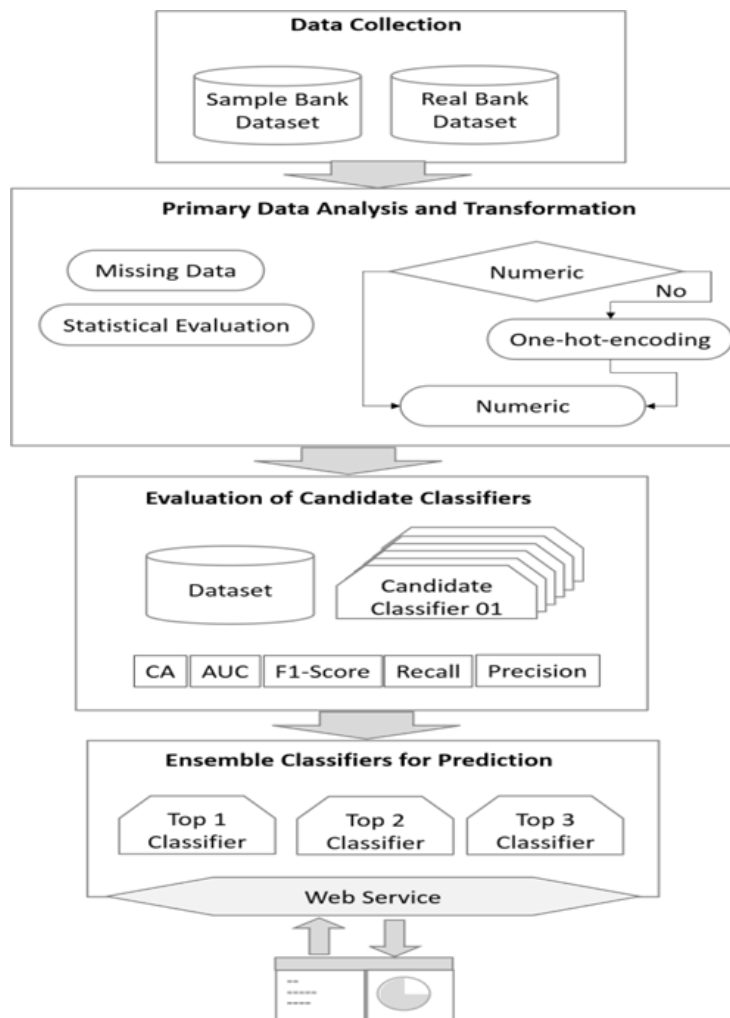 Data Collection
Sample Bank
Dataset
Real Bank
Dataset
Primary Data Analysis and Transformation
Missing Data
Statistical Evaluation
Numeric
No
One-hot-encoding
Numeric
Evaluation of Candidate Classifiers
Dataset
Candidate
Classifier 01
CA
AUC
F1-Score
Recall
Precision
Ensemble Classifiers for Prediction
Top 1
Classifier
Top 2
Classifier
Top 3
Classifier
Web Service